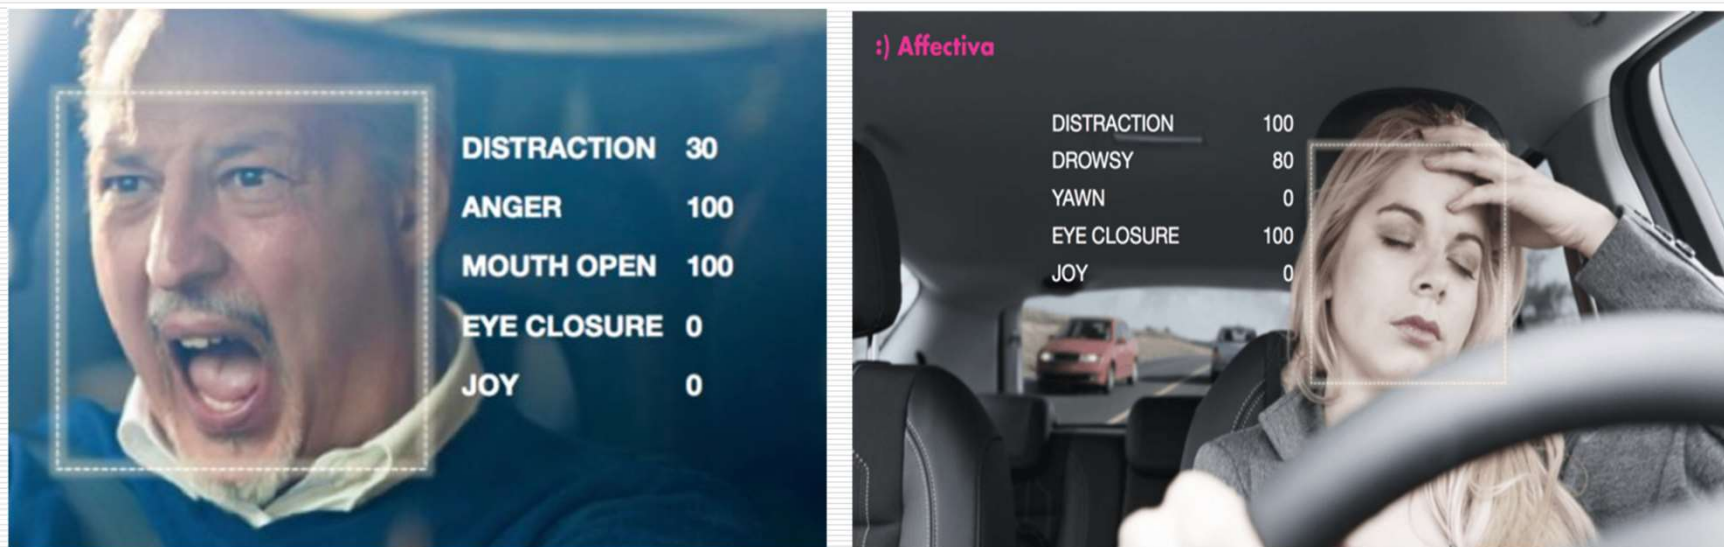 DISTRACTION 30
ANGER 100
MOUTH OPEN 100
EYE CLOSURE 0
JOY 0
:) Affectiva
DISTRACTION 100
DROWSY 80
YAWN 0
EYE CLOSURE 100
JOY 0